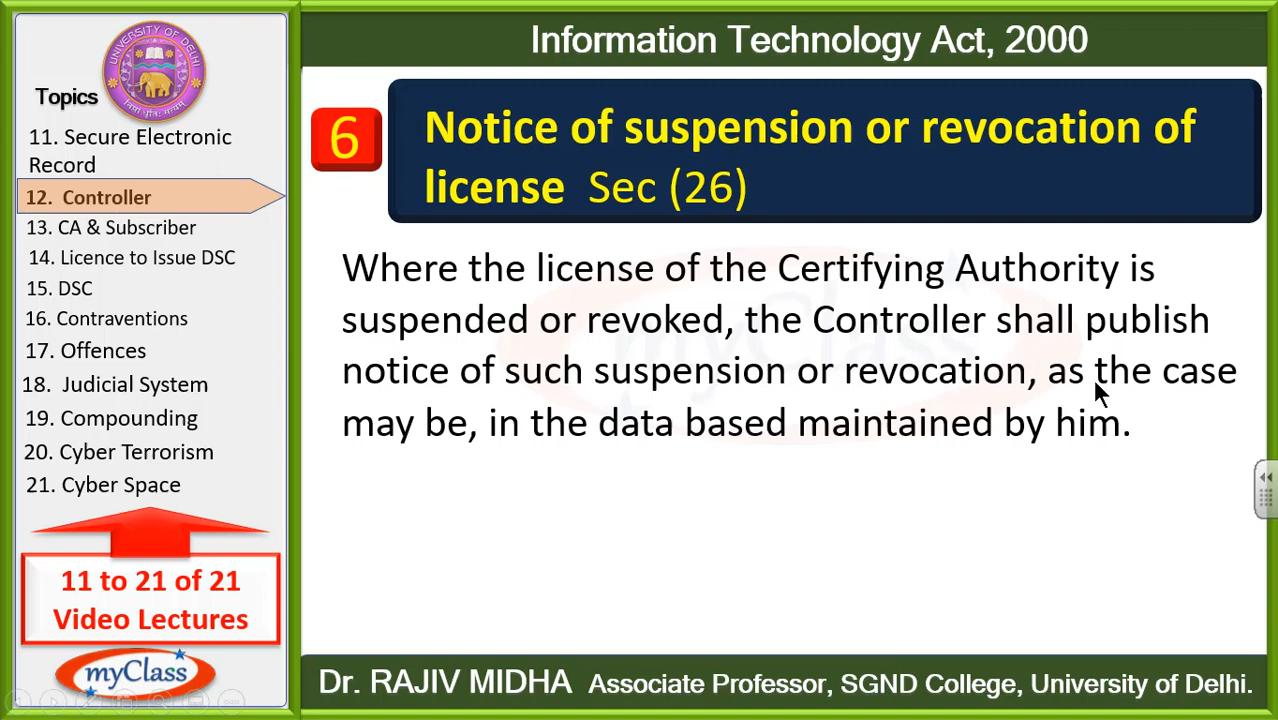 Information Technology Act, 2000
UNIVERSITY OF DELHI
Topics
11. Secure Electronic
Record
12. Controller
13. CA & Subscriber
14. Licence to Issue DSC
15. DSC
16. Contraventions
17. Offences
18. Judicial System
19. Compounding
20. Cyber Terrorism
21. Cyber Space
11 to 21 of 21
Video Lectures
myClass
6
Notice of suspension or revocation of
license Sec (26)
Where the license of the Certifying Authority is
suspended or revoked, the Controller shall publish
notice of such suspension or revocation, as the case
may be, in the data based maintained by him.
myClass
Dr. RAJIV MIDHA Associate Professor, SGND College, University of Delhi.